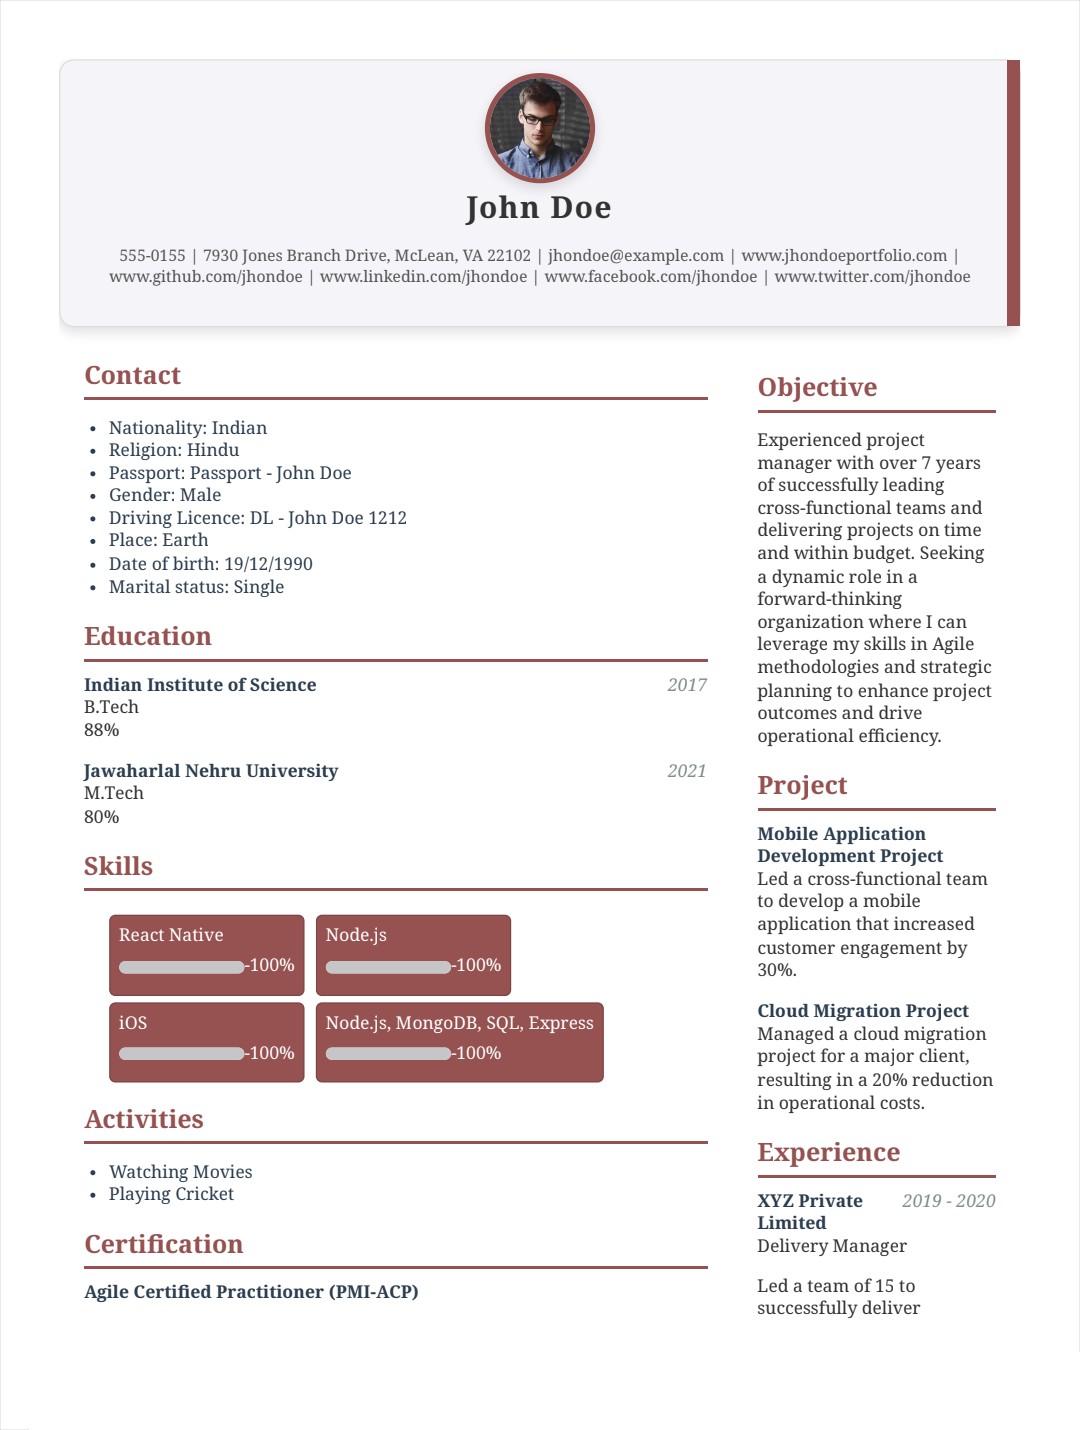 John Doe
555-0155 | 7930 Jones Branch Drive, McLean, VA 22102 | jhondoe@example.com | www.jhondoeportfolio.com |
www.github.com/jhondoe | www.linkedin.com/jhondoe | www.facebook.com/jhondoe | www.twitter.com/jhondoe
Contact
• Nationality: Indian
• Religion: Hindu
• Passport: Passport - John Doe
• Gender: Male
• Driving Licence: DL - John Doe 1212
• Place: Earth
• Date of birth: 19/12/1990
• Marital status: Single
Education
Indian Institute of Science 2017
B.Tech
88%
Jawaharlal Nehru University 2021
M.Tech
80%
Skills
React Native
-100%
Node.js
-100%
iOS
-100%
Node.js, MongoDB, SQL, Express
-100%
Activities
• Watching Movies
• Playing Cricket
Certification
Agile Certified Practitioner (PMI-ACP)
Objective
Experienced project
manager with over 7 years
of successfully leading
cross-functional teams and
delivering projects on time
and within budget. Seeking
a dynamic role in a
forward-thinking
organization where I can
leverage my skills in Agile
methodologies and strategic
planning to enhance project
outcomes and drive
operational efficiency.
Project
Mobile Application
Development Project
Led a cross-functional team
to develop a mobile
application that increased
customer engagement by
30%.
Cloud Migration Project
Managed a cloud migration
project for a major client,
resulting in a 20% reduction
in operational costs.
Experience
XYZ Private 2019 - 2020
Limited
Delivery Manager
Led a team of 15 to
successfully deliver